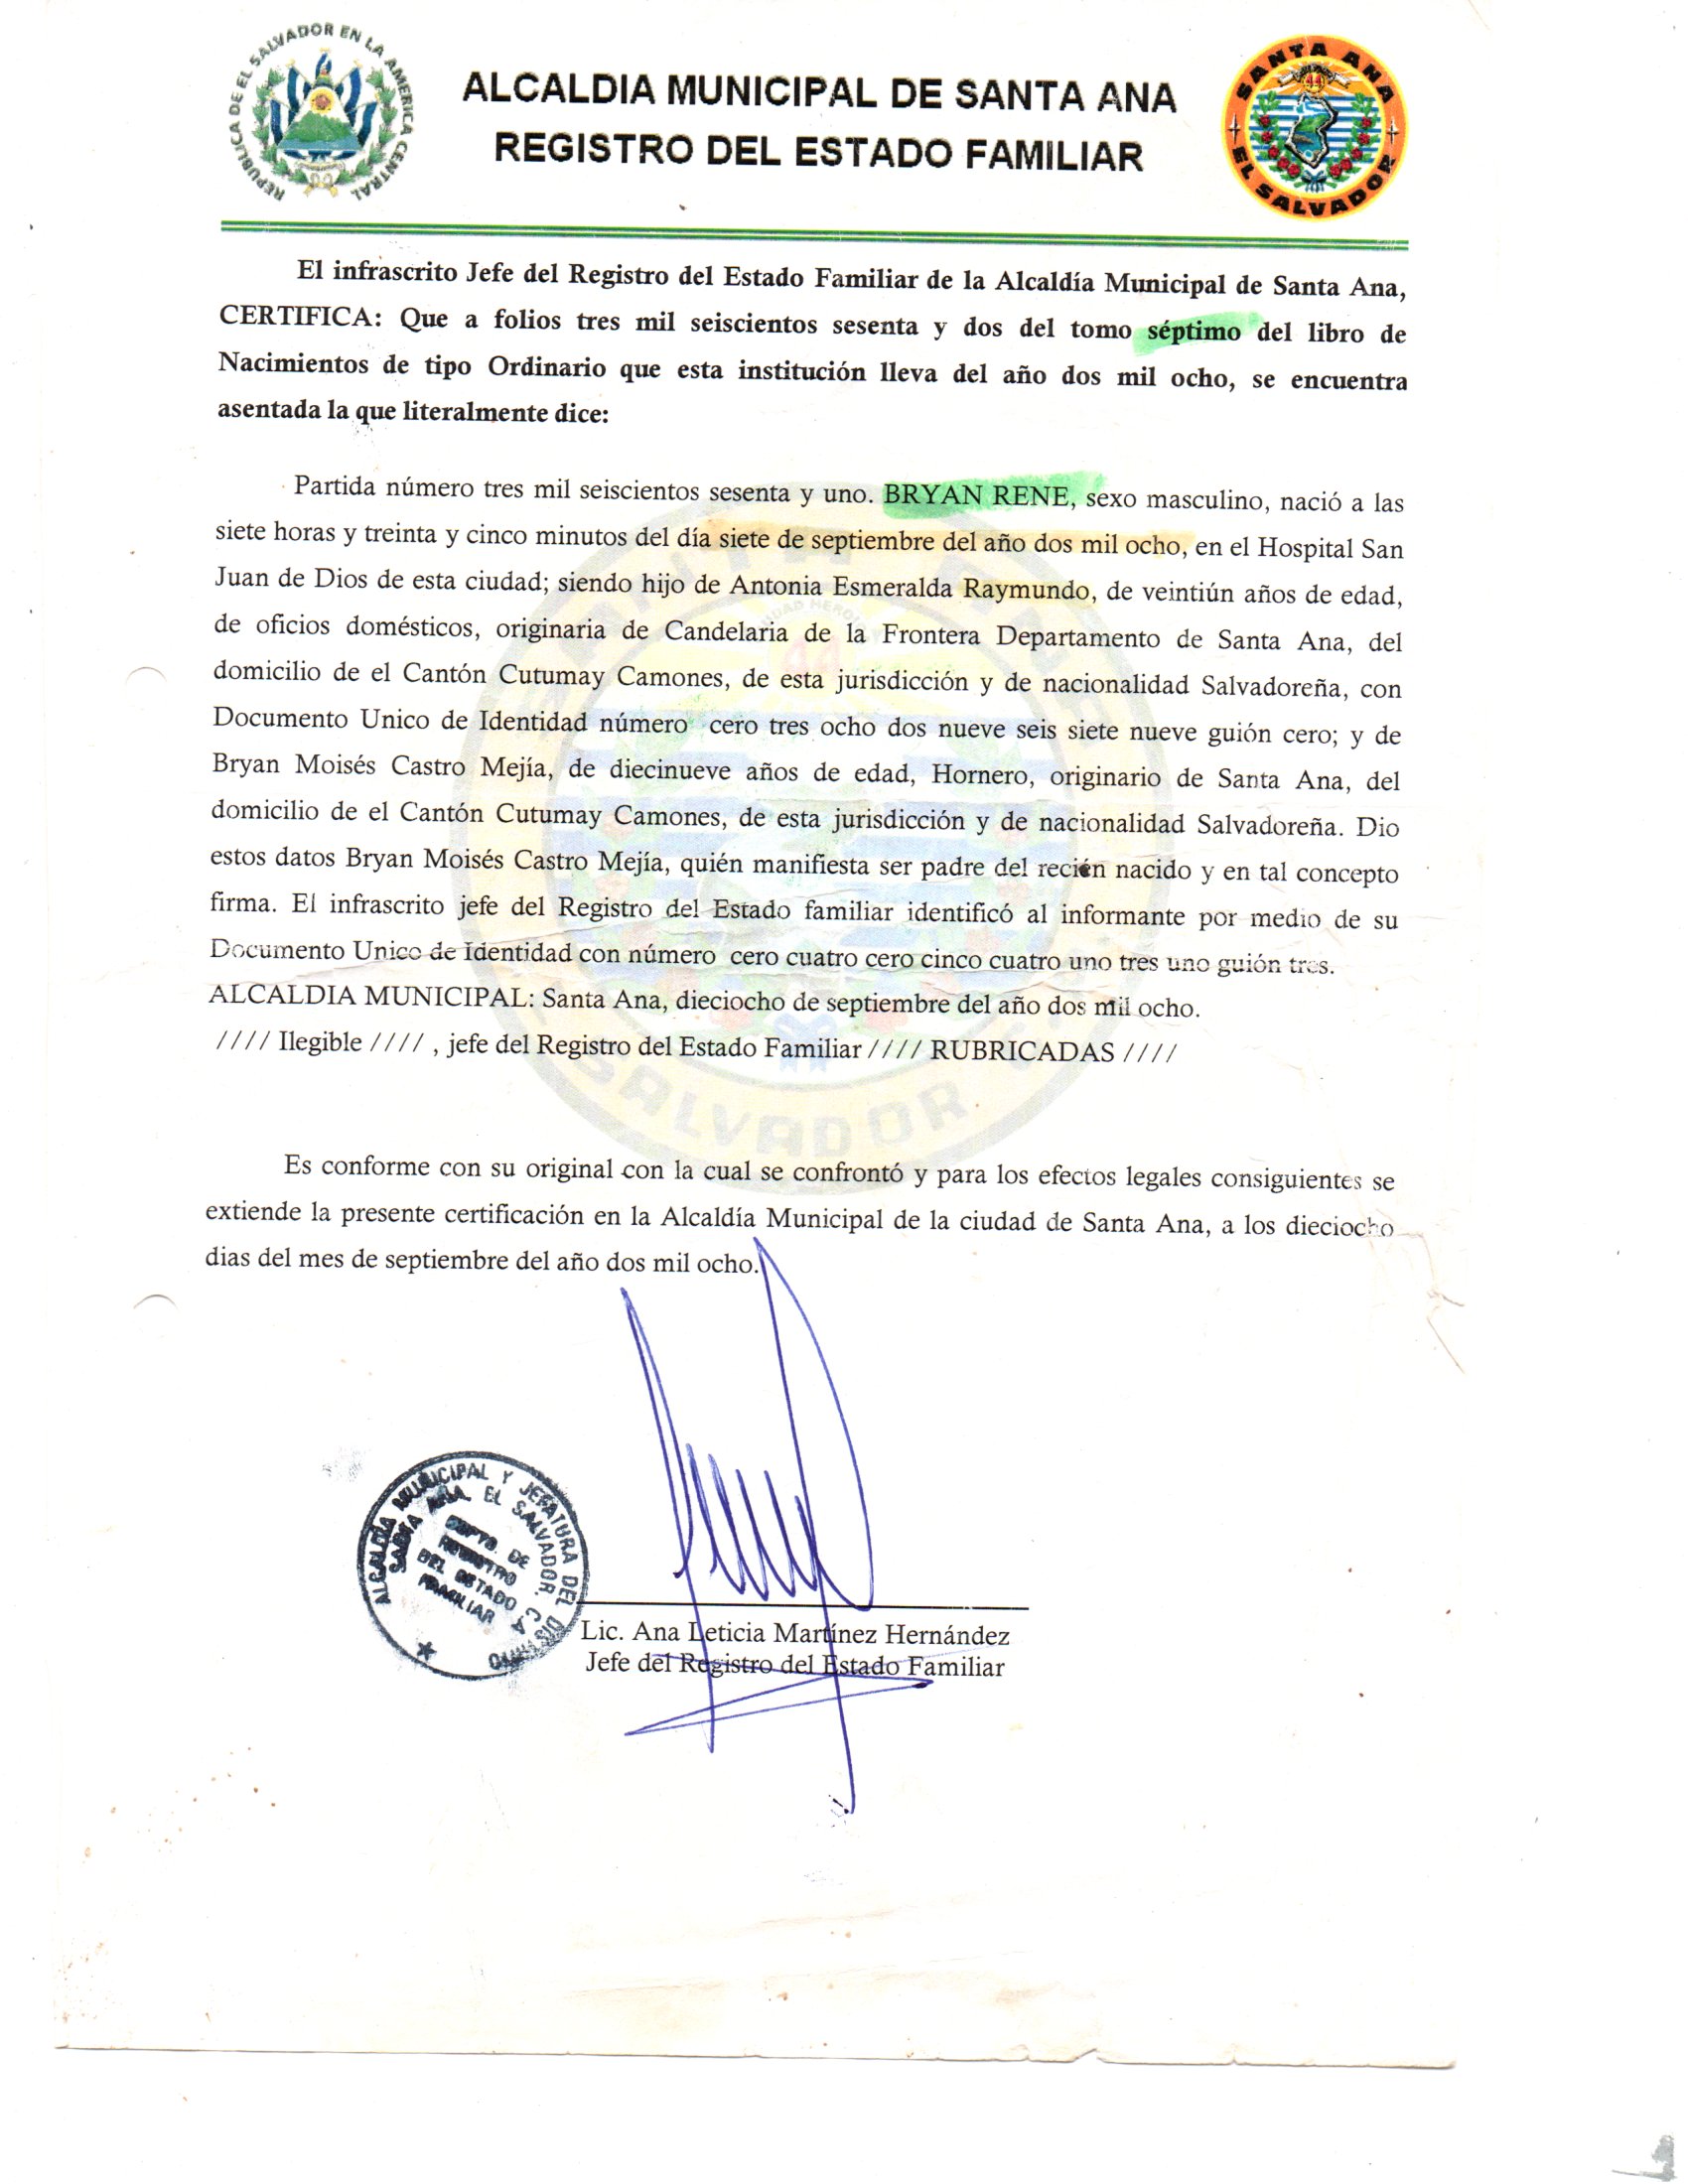 REPUBLICA DE EL SALVADOR EN LA AMERICA CENTRAL
ALCALDIA MUNICIPAL DE SANTA ANA
REGISTRO DEL ESTADO FAMILIAR
SANTA ANA
44
EL SALVADOR
El infrascrito Jefe del Registro del Estado Familiar de la Alcaldía Municipal de Santa Ana,
CERTIFICA: Que a folios tres mil seiscientos sesenta y dos del tomo séptimo del libro de
Nacimientos de tipo Ordinario que esta institución lleva del año dos mil ocho, se encuentra
asentada la que literalmente dice:
Partida número tres mil seiscientos sesenta y uno. BRYAN RENE, sexo masculino, nació a las
siete horas y treinta y cinco minutos del día siete de septiembre del año dos mil ocho, en el Hospital San
Juan de Dios de esta ciudad; siendo hijo de Antonia Esmeralda Raymundo, de veintiún años de edad,
de oficios domésticos, originaria de Candelaria de la Frontera Departamento de Santa Ana, del
domicilio de el Cantón Cutumay Camones, de esta jurisdicción y de nacionalidad Salvadoreña, con
Documento Unico de Identidad número cero tres ocho dos nueve seis siete nueve guión cero; y de
Bryan Moisés Castro Mejía, de diecinueve años de edad, Hornero, originario de Santa Ana, del
domicilio de el Cantón Cutumay Camones, de esta jurisdicción y de nacionalidad Salvadoreña. Dio
estos datos Bryan Moisés Castro Mejía, quién manifiesta ser padre del recién nacido y en tal concepto
firma. El infrascrito jefe del Registro del Estado familiar identificó al informante por medio de su
Documento Unico de Identidad con número cero cuatro cero cinco cuatro uno tres uno guión tres.
ALCALDIA MUNICIPAL: Santa Ana, dieciocho de septiembre del año dos mil ocho.
//// Ilegible //// , jefe del Registro del Estado Familiar //// RUBRICADAS ////
Es conforme con su original con la cual se confrontó y para los efectos legales consiguientes se
extiende la presente certificación en la Alcaldía Municipal de la ciudad de Santa Ana, a los dieciocho
dias del mes de septiembre del año dos mil ocho.
ALCALDÍA MUNICIPAL Y JEFATURA DEL DISTRITO
SANTA ANA. EL SALVADOR. C.A
DEPTO. DE
REGISTRO
DEL ESTADO
FAMILIAR
Lic. Ana Leticia Martínez Hernández
Jefe del Registro del Estado Familiar